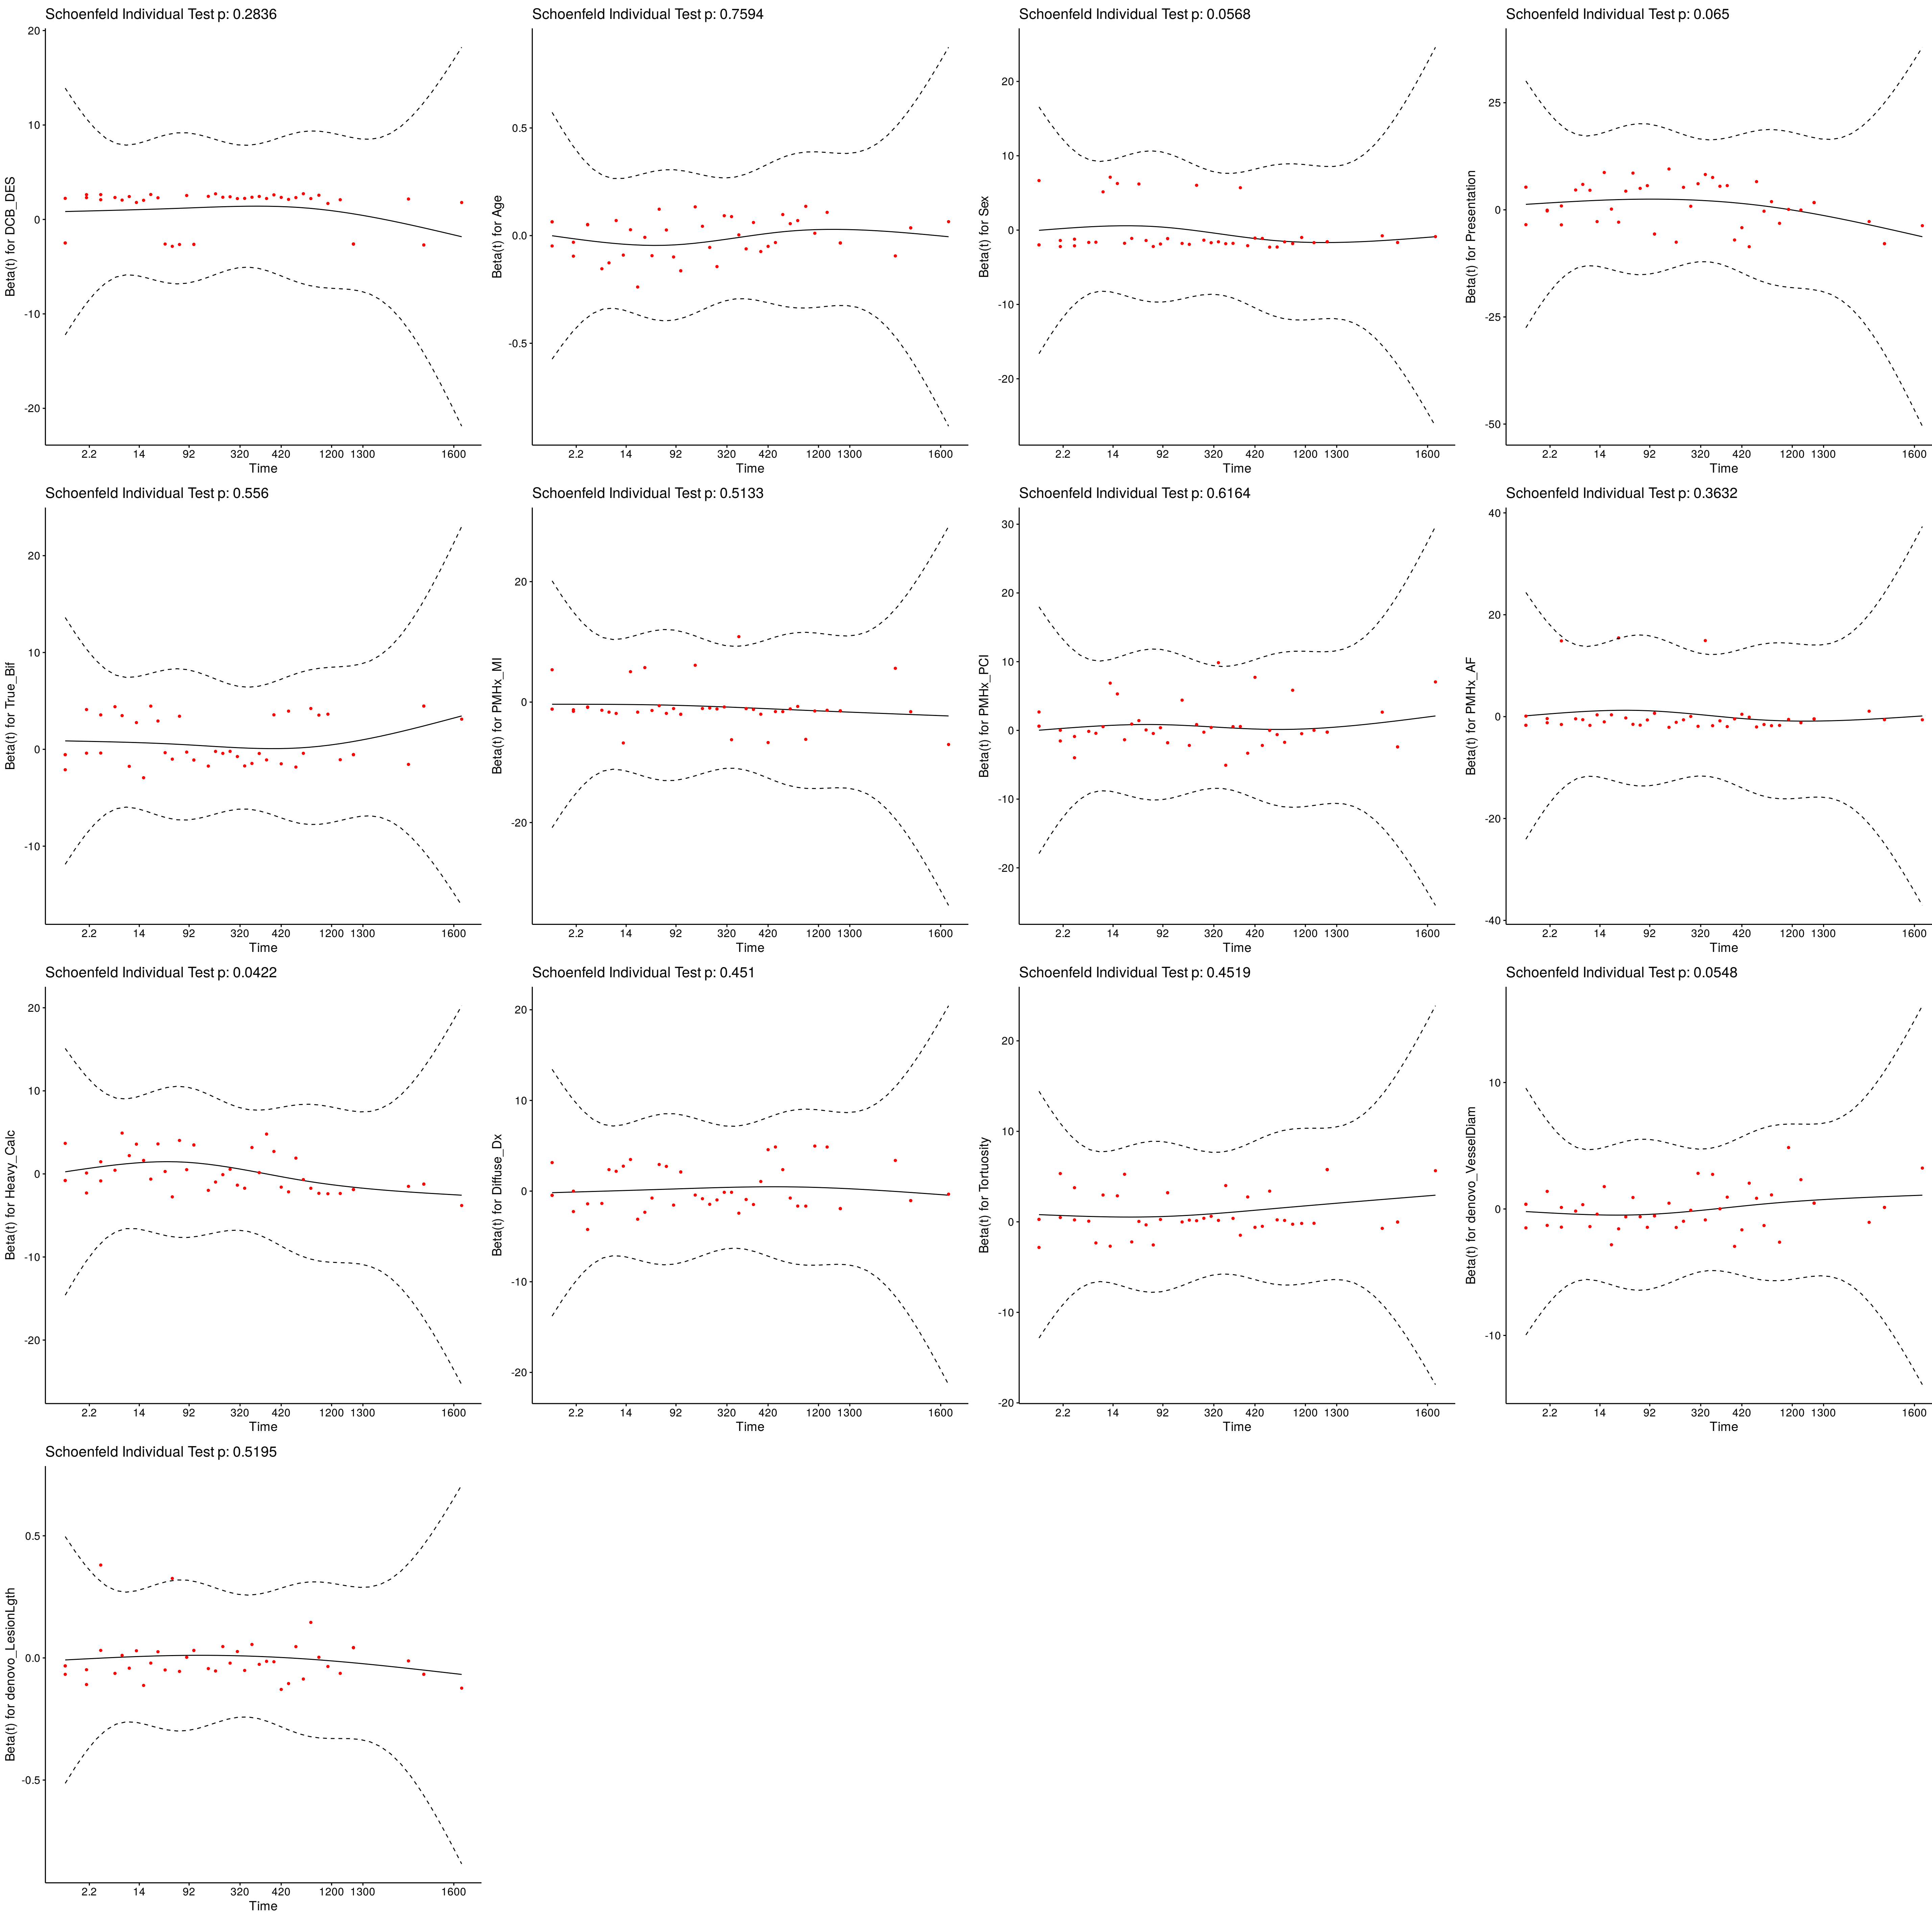 Schoenfeld Individual Test p: 0.2836
20
10
0
-10
-20
Beta(t) for DCB_DES
2.2 14 92 320 420 1200 1300 1600
Time
Schoenfeld Individual Test p: 0.7594
0.5
0.0
-0.5
Beta(t) for Age
2.2 14 92 320 420 1200 1300 1600
Time
Schoenfeld Individual Test p: 0.0568
20
10
0
-10
-20
Beta(t) for Sex
2.2 14 92 320 420 1200 1300 1600
Time
Schoenfeld Individual Test p: 0.065
25
0
-25
-50
Beta(t) for Presentation
2.2 14 92 320 420 1200 1300 1600
Time
Schoenfeld Individual Test p: 0.556
20
10
0
-10
Beta(t) for True_Bif
2.2 14 92 320 420 1200 1300 1600
Time
Schoenfeld Individual Test p: 0.5133
20
0
-20
Beta(t) for PMHx_MI
2.2 14 92 320 420 1200 1300 1600
Time
Schoenfeld Individual Test p: 0.6164
30
20
10
0
-10
-20
Beta(t) for PMHx_PCI
2.2 14 92 320 420 1200 1300 1600
Time
Schoenfeld Individual Test p: 0.3632
40
20
0
-20
-40
Beta(t) for PMHx_AF
2.2 14 92 320 420 1200 1300 1600
Time
Schoenfeld Individual Test p: 0.0422
20
10
0
-10
-20
Beta(t) for Heavy_Calc
2.2 14 92 320 420 1200 1300 1600
Time
Schoenfeld Individual Test p: 0.451
20
10
0
-10
-20
Beta(t) for Diffuse_Dx
2.2 14 92 320 420 1200 1300 1600
Time
Schoenfeld Individual Test p: 0.4519
20
10
0
-10
-20
Beta(t) for Tortuosity
2.2 14 92 320 420 1200 1300 1600
Time
Schoenfeld Individual Test p: 0.0548
10
0
-10
Beta(t) for denovo_VesselDiam
2.2 14 92 320 420 1200 1300 1600
Time
Schoenfeld Individual Test p: 0.5195
0.5
0.0
-0.5
Beta(t) for denovo_LesionLgth
2.2 14 92 320 420 1200 1300 1600
Time